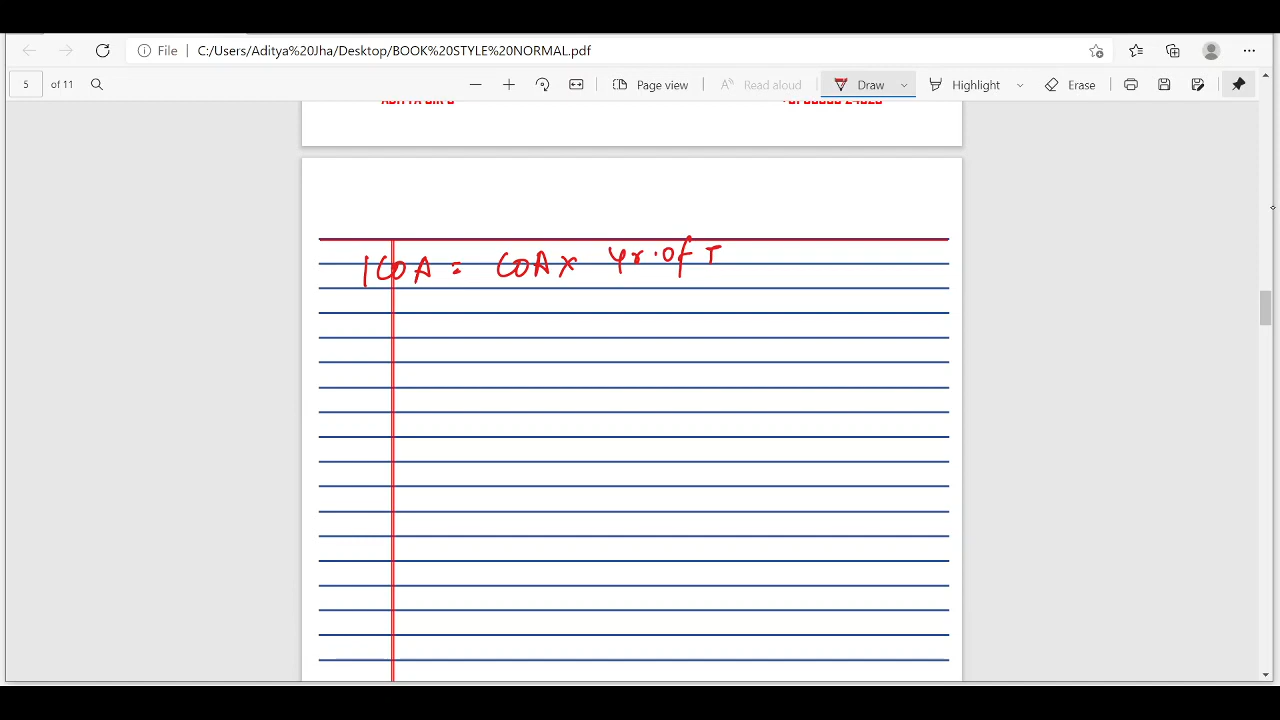 File C:/Users/Aditya%20Jha/Desktop/BOOK%20STYLE%20NORMAL.pdf
5 of 11 Page view Read aloud Draw Highlight Erase
ICOA = COA x Yr. of T